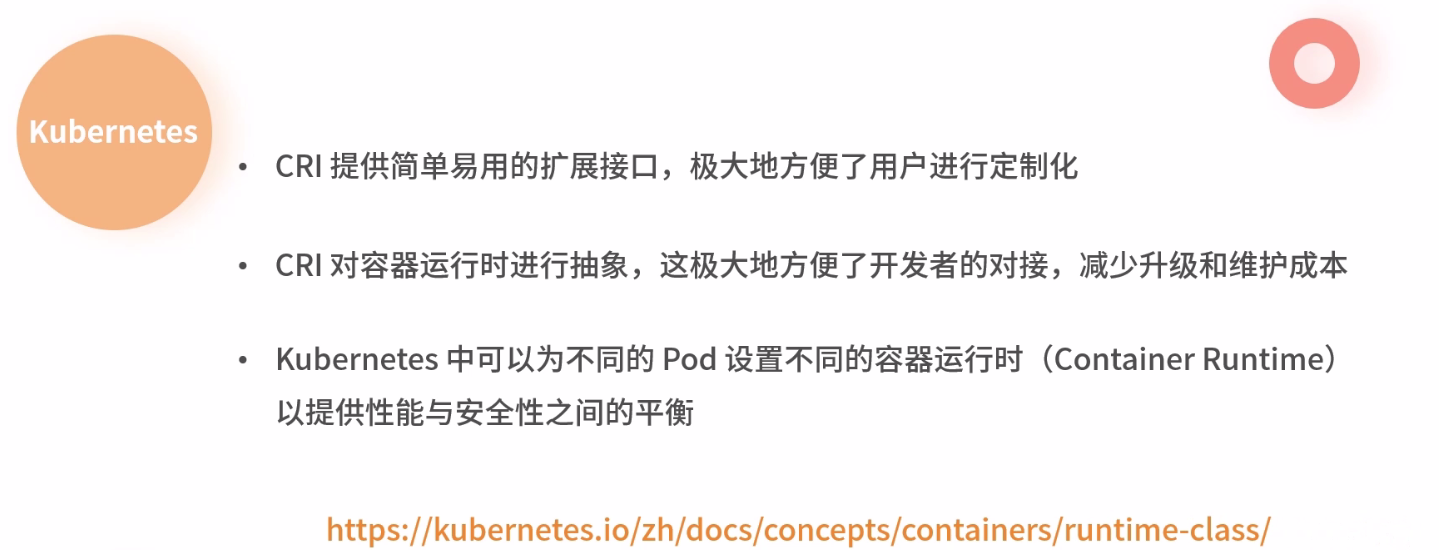 Kubernetes
• CRI 提供简单易用的扩展接口，极大地方便了用户进行定制化
• CRI 对容器运行时进行抽象，这极大地方便了开发者的对接，减少升级和维护成本
• Kubernetes 中可以为不同的 Pod 设置不同的容器运行时（Container Runtime）
以提供性能与安全性之间的平衡
https://kubernetes.io/zh/docs/concepts/containers/runtime-class/